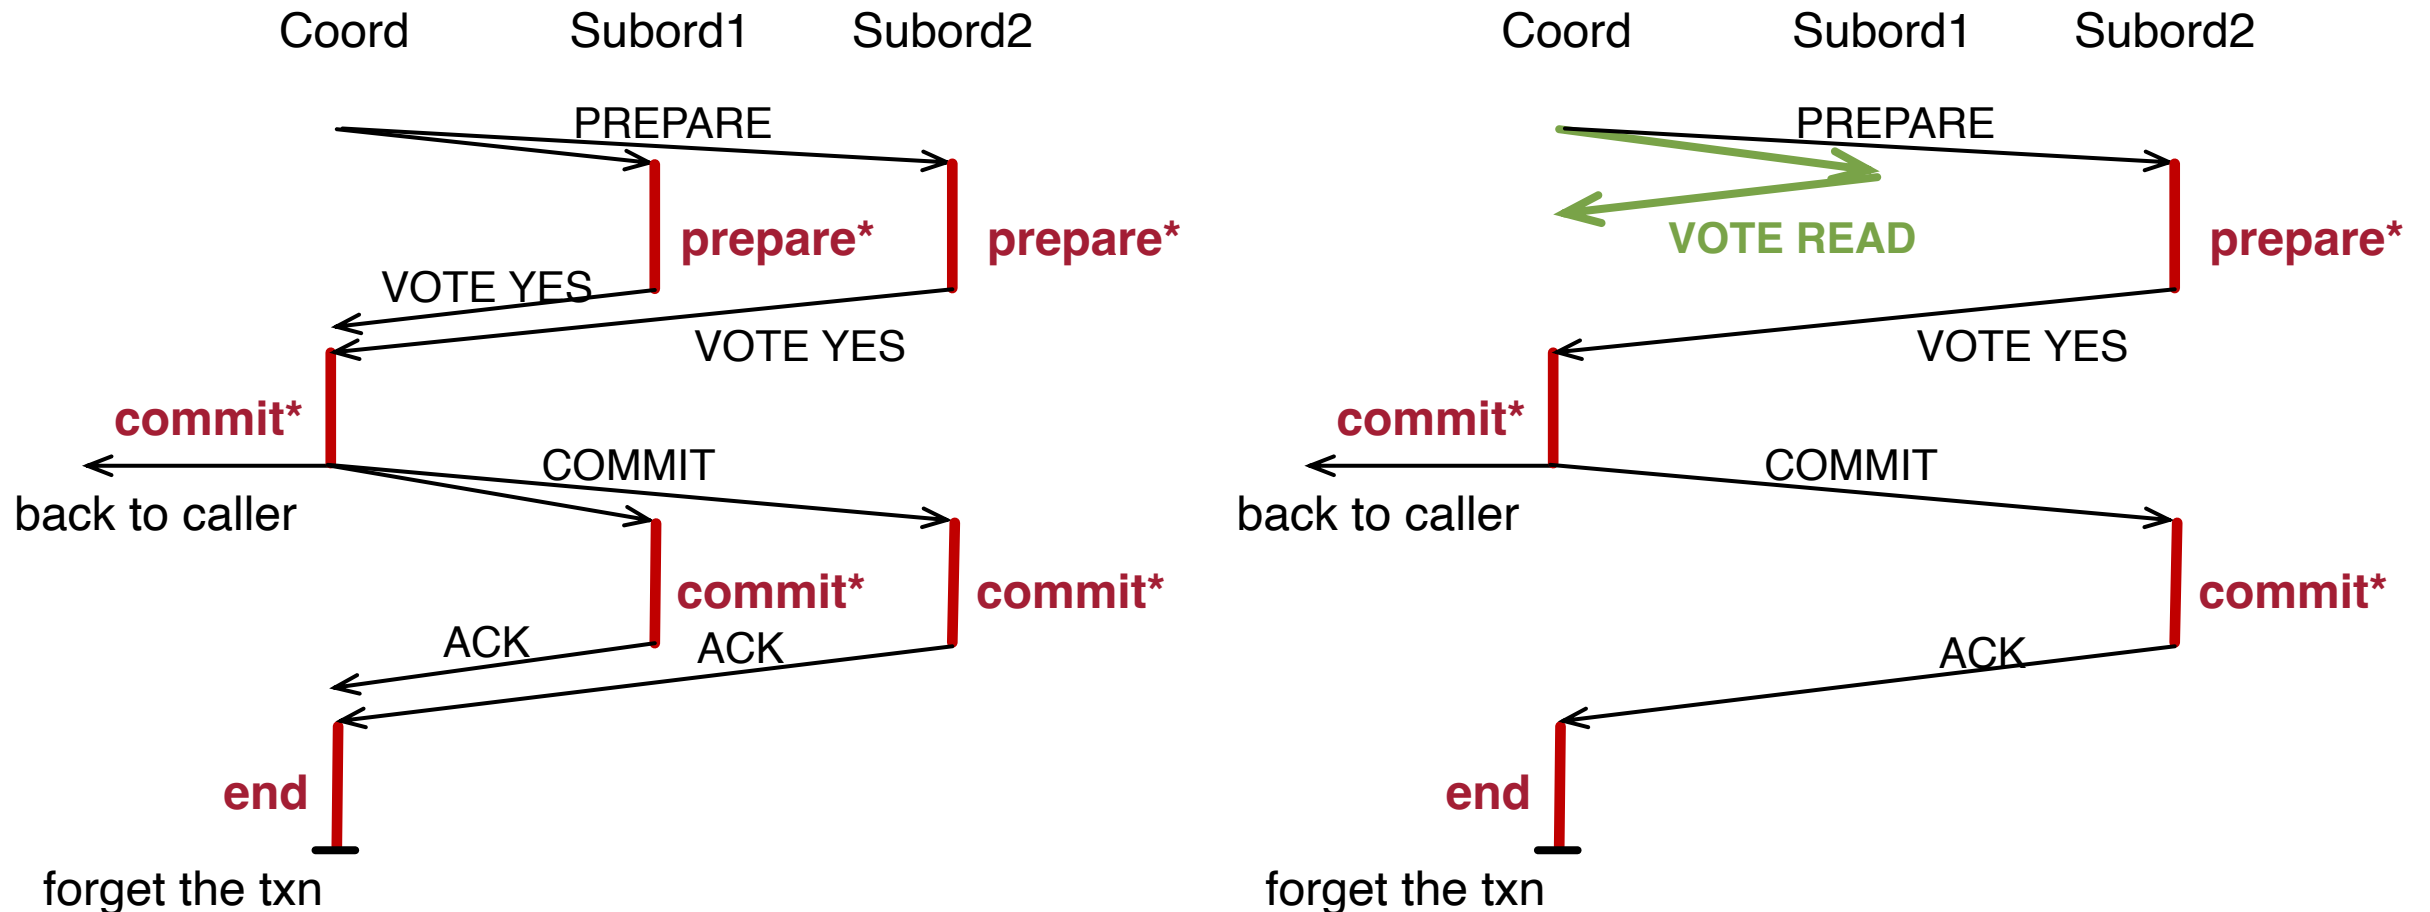 Coord Subord1 Subord2
PREPARE
prepare* prepare*
VOTE YES
VOTE YES
commit*
COMMIT
back to caller
commit* commit*
ACK ACK
end
forget the txn
Coord Subord1 Subord2
PREPARE
VOTE READ prepare*
VOTE YES
commit*
COMMIT
back to caller
commit*
ACK
end
forget the txn